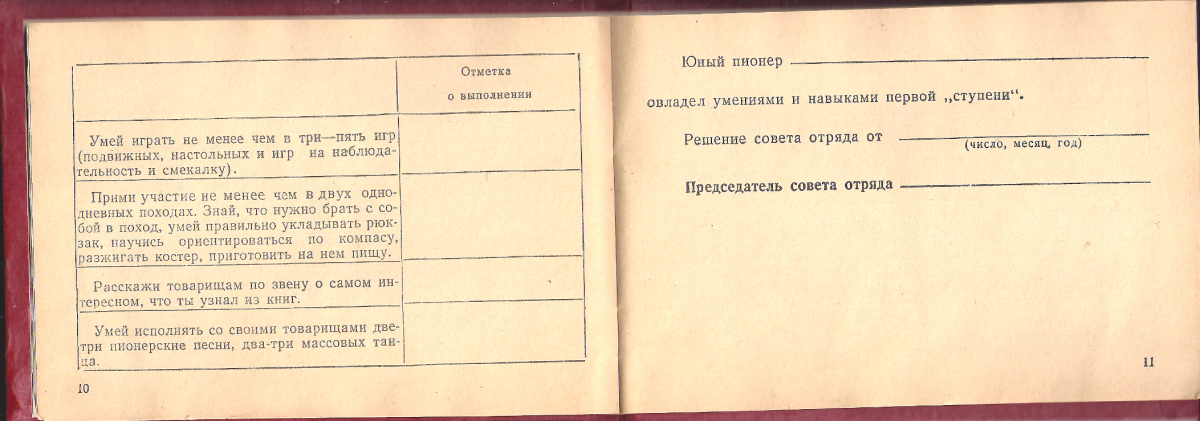 Отметка
о выполнении
Умей играть не менее чем в три—пять игр
(подвижных, настольных и игр на наблюда-
тельность и смекалку).
Прими участие не менее чем в двух одно-
дневных походах. Знай, что нужно брать с со-
бой в поход, умей правильно укладывать рюк-
зак, научись ориентироваться по компасу,
разжигать костер, приготовить на нем пищу.
Расскажи товарищам по звену о самом ин-
тересном, что ты узнал из книг.
Умей исполнять со своими товарищами две-
три пионерские песни, два-три массовых тан-
ца.
10
Юный пионер
овладел умениями и навыками первой „ступени“.
Решение совета отряда от
(число, месяц, год)
Председатель совета отряда
11